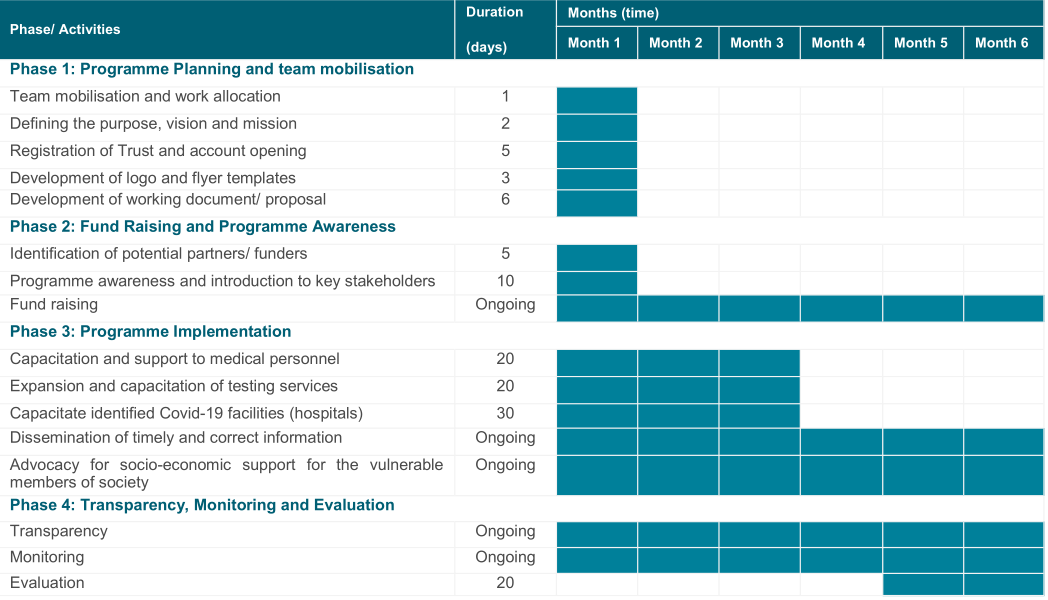 Phase/ Activities
Duration
(days)
Months (time)
Month 1 Month 2 Month 3 Month 4 Month 5 Month 6
Phase 1: Programme Planning and team mobilisation
Team mobilisation and work allocation 1
Defining the purpose, vision and mission 2
Registration of Trust and account opening 5
Development of logo and flyer templates 3
Development of working document/ proposal 6
Phase 2: Fund Raising and Programme Awareness
Identification of potential partners/ funders 5
Programme awareness and introduction to key stakeholders 10
Fund raising Ongoing
Phase 3: Programme Implementation
Capacitation and support to medical personnel 20
Expansion and capacitation of testing services 20
Capacitate identified Covid-19 facilities (hospitals) 30
Dissemination of timely and correct information Ongoing
Advocacy for socio-economic support for the vulnerable Ongoing
members of society
Phase 4: Transparency, Monitoring and Evaluation
Transparency Ongoing
Monitoring Ongoing
Evaluation 20